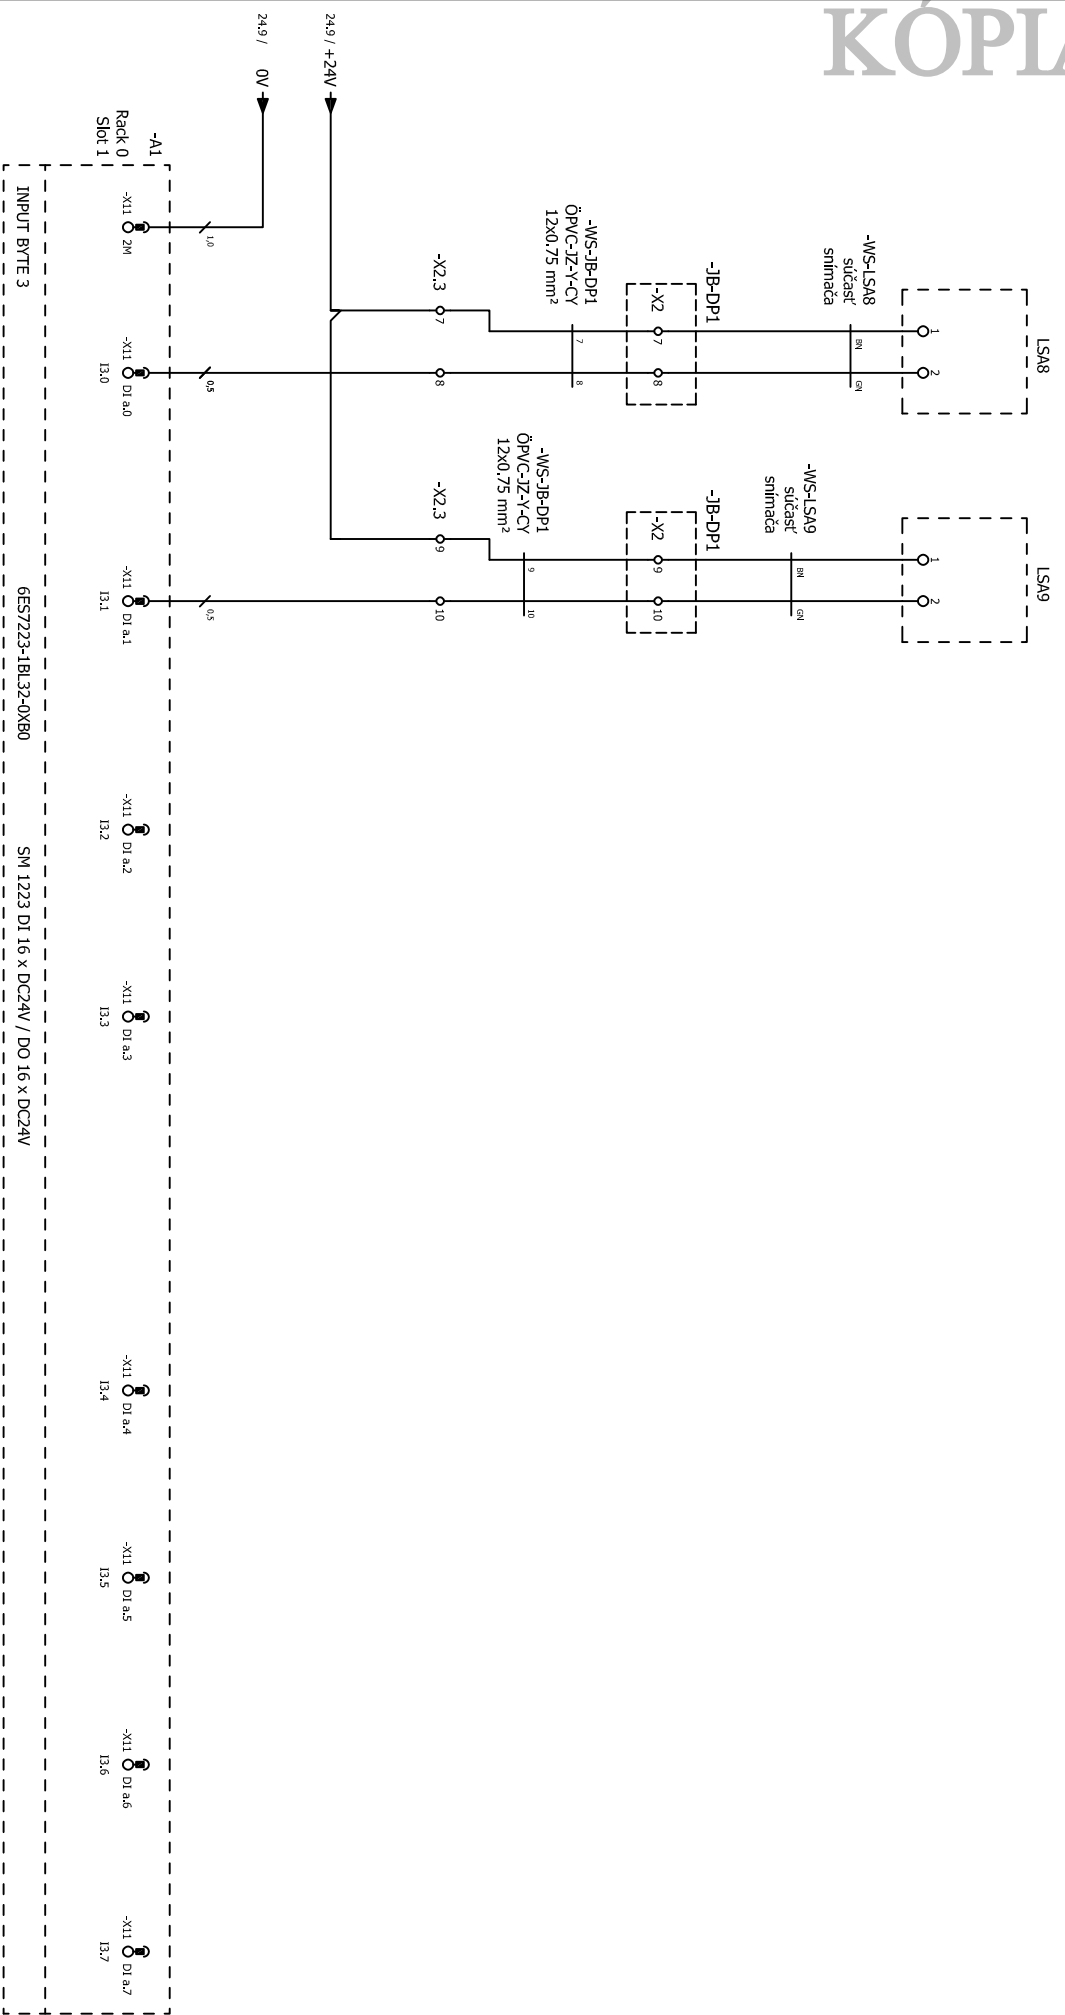 KÓPI
LSA8
1
2
-WS-LSA8
súčasť
snímača
BN
GN
-JB-DP1
-X2
7
8
-WS-JB-DP1
ÖPVC-JZ-Y-CY
12x0.75 mm²
7
8
-X2.3
7
8
LSA9
1
2
-WS-LSA9
súčasť
snímača
BN
GN
-JB-DP1
-X2
9
10
-WS-JB-DP1
ÖPVC-JZ-Y-CY
12x0.75 mm²
9
10
-X2.3
9
10
24.9 / +24V
24.9 / 0V
1,0
0,5
0,5
-A1
Rack 0
Slot 1
-X11 2M
-X11 DI a.0
I3.0
-X11 DI a.1
I3.1
-X11 DI a.2
I3.2
-X11 DI a.3
I3.3
-X11 DI a.4
I3.4
-X11 DI a.5
I3.5
-X11 DI a.6
I3.6
-X11 DI a.7
I3.7
INPUT BYTE 3 6ES7223-1BL32-0XB0 SM 1223 DI 16 x DC24V / DO 16 x DC24V